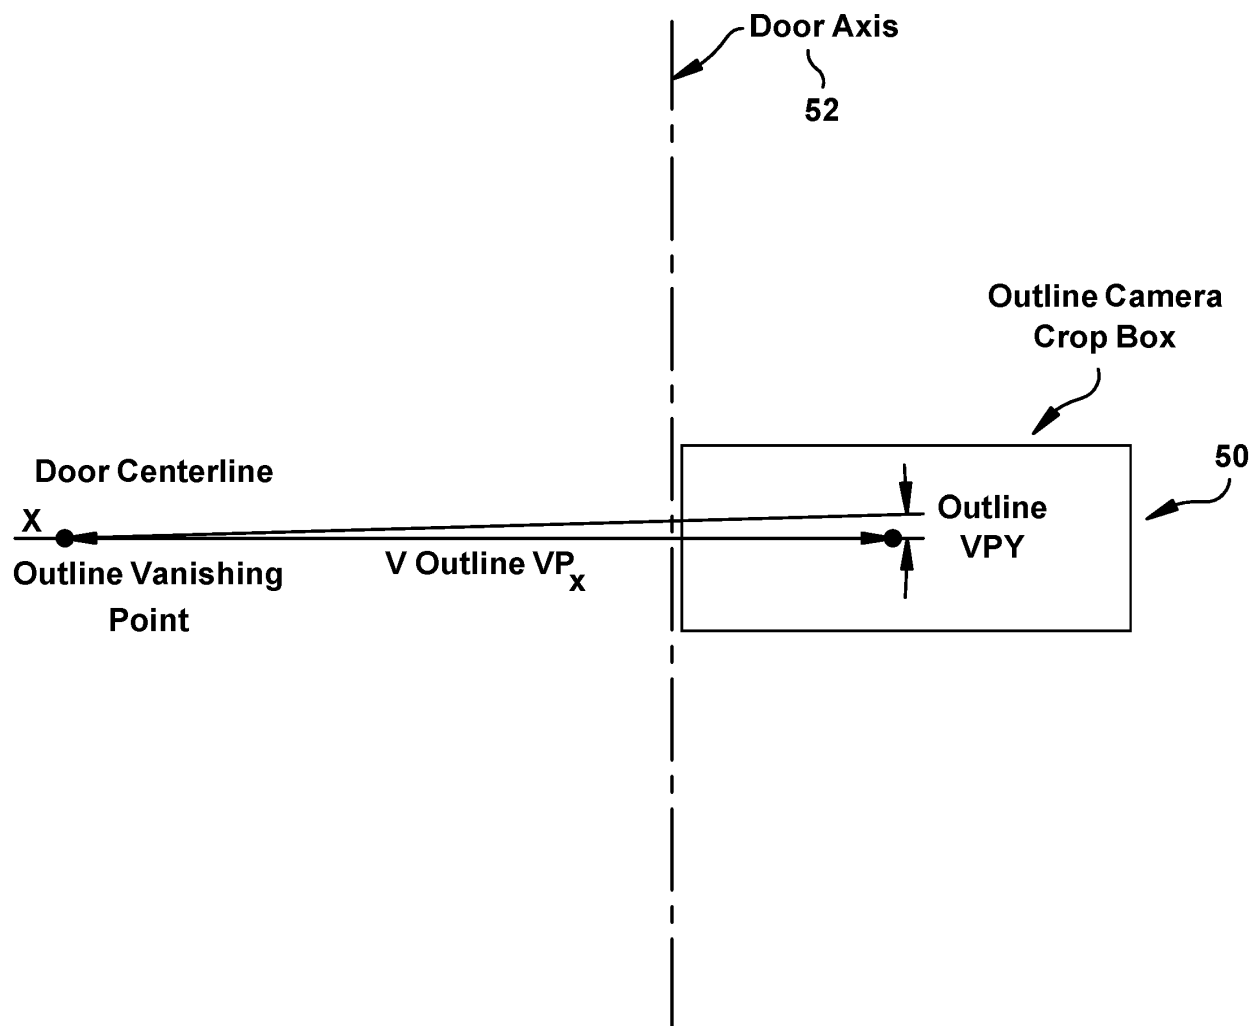 Door Axis
52
Outline Camera
Crop Box
50
Door Centerline
X
Outline
VPY
V Outline VPx
Outline Vanishing
Point